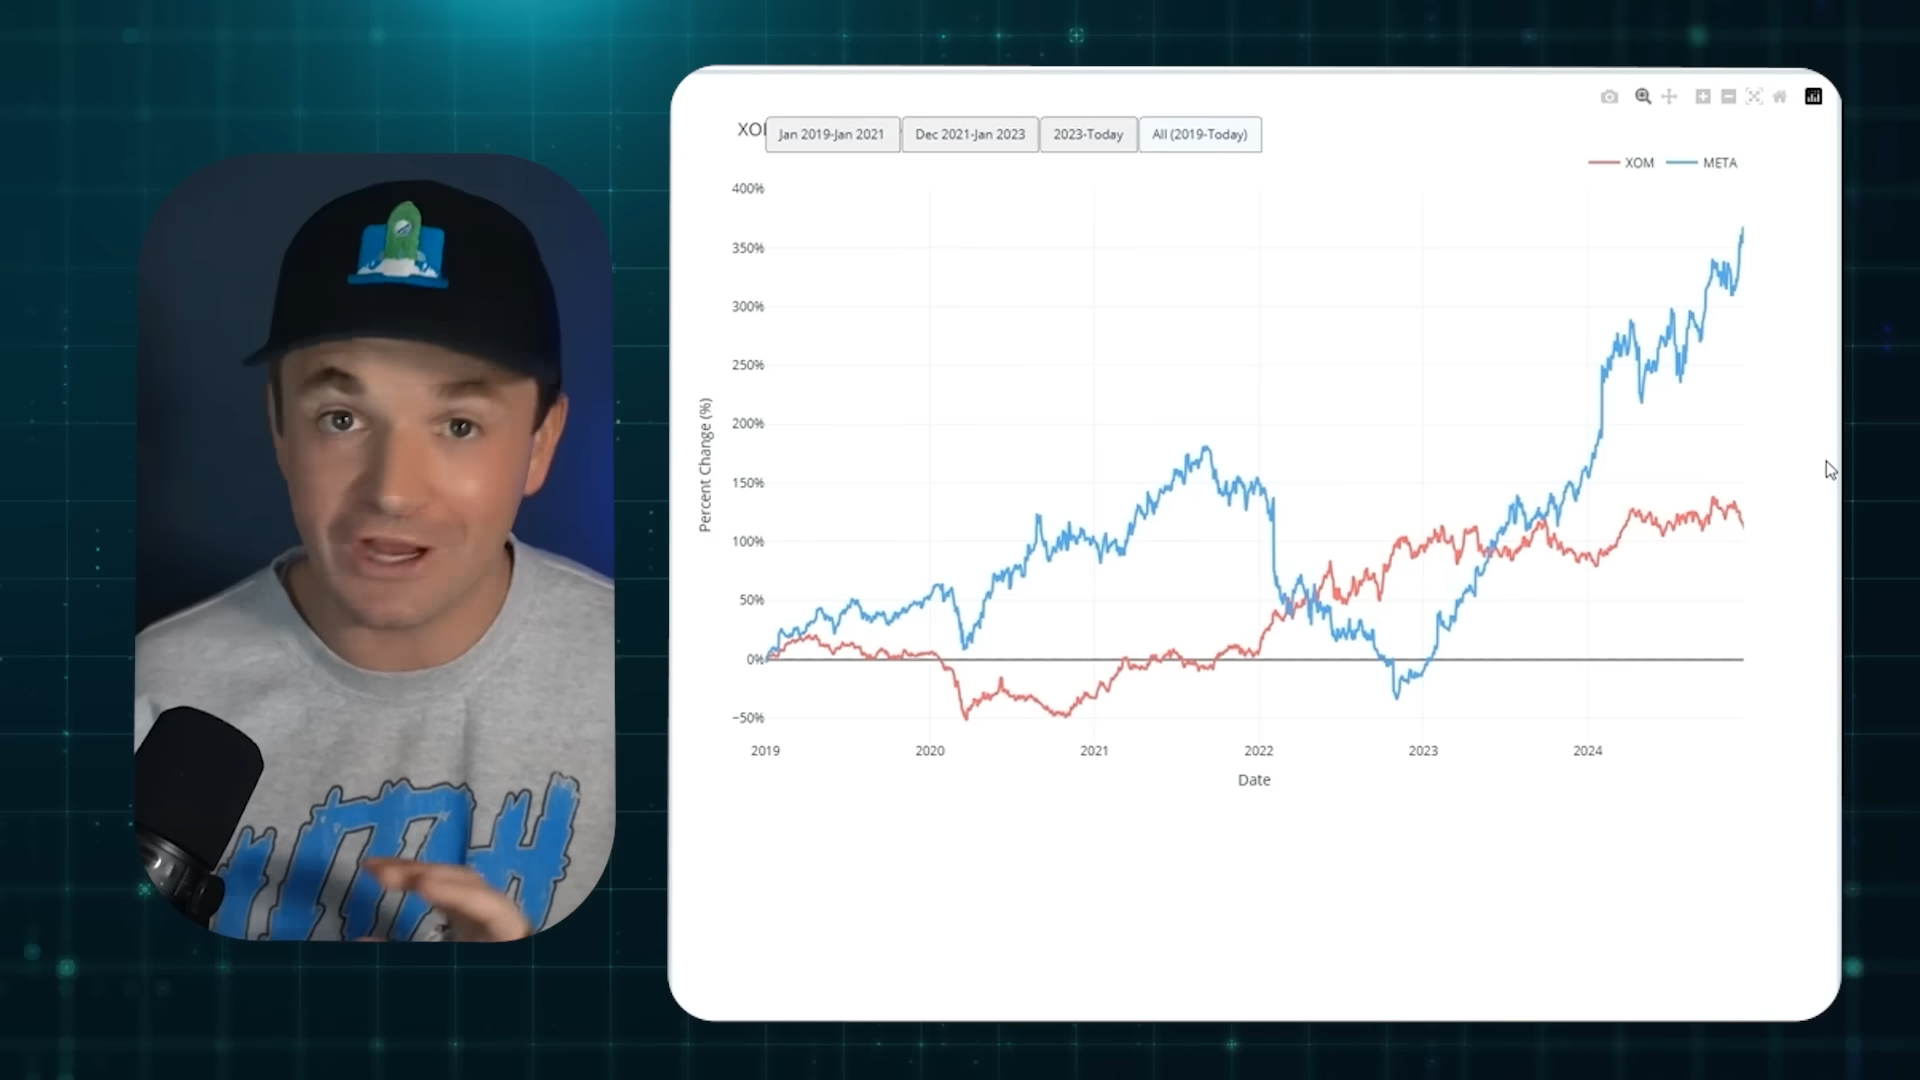 XO
Jan 2019-Jan 2021
Dec 2021-Jan 2023
2023-Today
All (2019-Today)
XOM
META
400%
350%
300%
250%
200%
150%
100%
50%
0%
−50%
Percent Change (%)
2019
2020
2021
2022
2023
2024
Date